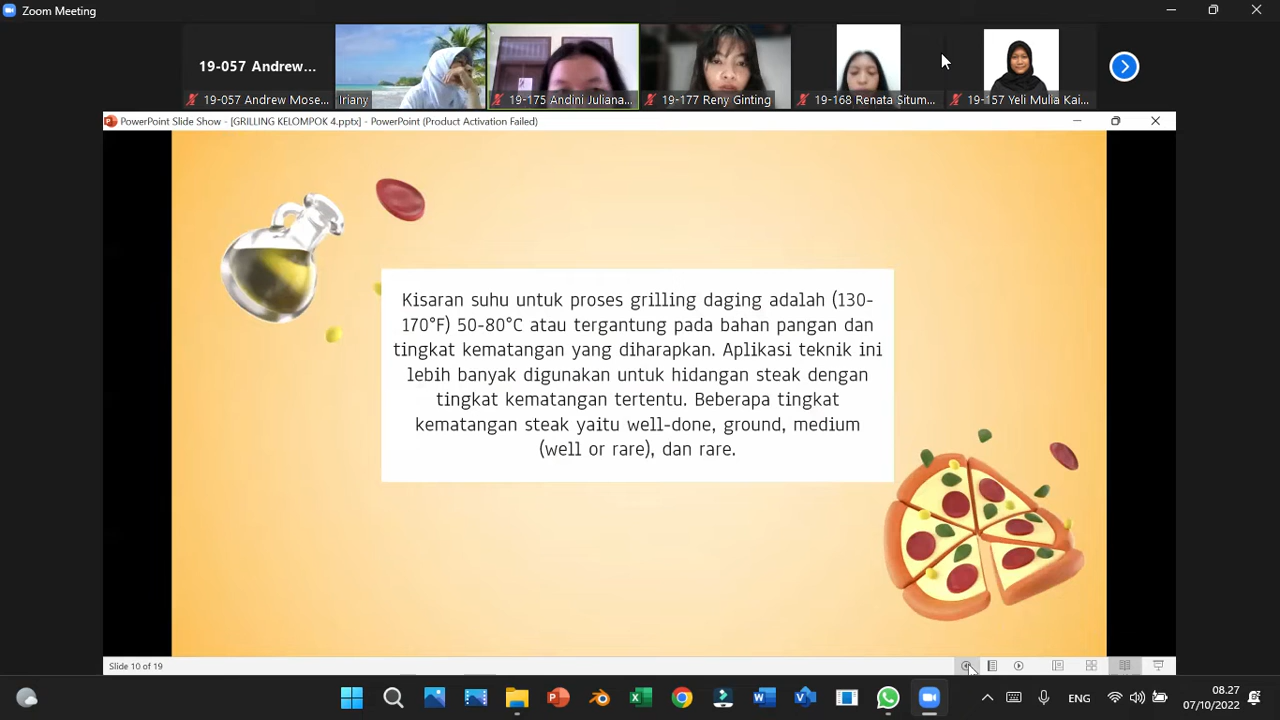 Zoom Meeting
19-057 Andrew...
19-057 Andrew Mose...
Iriany
19-175 Andini Juliana...
19-177 Reny Ginting
19-168 Renata Situm...
19-157 Yeli Mulia Kai...
PowerPoint Slide Show - [GRILLING KELOMPOK 4.pptx] - PowerPoint (Product Activation Failed)
Kisaran suhu untuk proses grilling daging adalah (130-
170°F) 50-80°C atau tergantung pada bahan pangan dan
tingkat kematangan yang diharapkan. Aplikasi teknik ini
lebih banyak digunakan untuk hidangan steak dengan
tingkat kematangan tertentu. Beberapa tingkat
kematangan steak yaitu well-done, ground, medium
(well or rare), dan rare.
Slide 10 of 19
ENG
08.27
07/10/2022